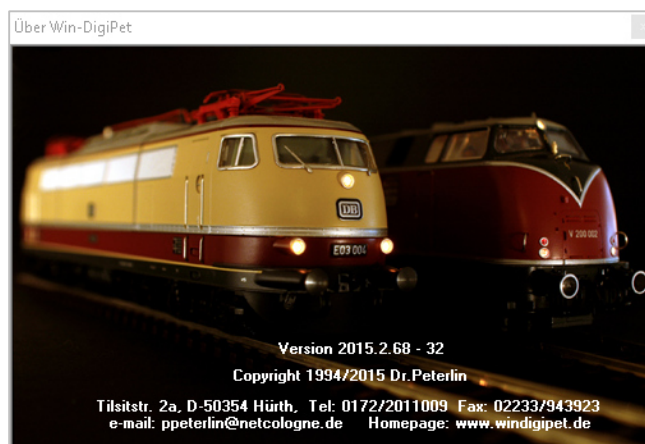 Über Win-DigiPet
DB
E03 004
V 200 002
Version 2015.2.68 - 32
Copyright 1994/2015 Dr.Peterlin
Tilsitstr. 2a, D-50354 Hürth, Tel: 0172/2011009 Fax: 02233/943923
e-mail: ppeterlin@netcologne.de Homepage: www.windigipet.de